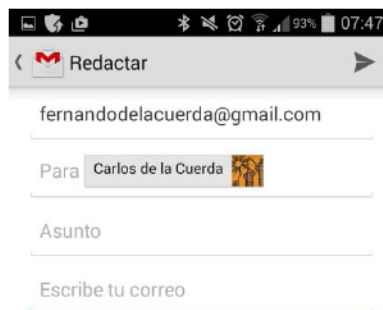 93% 07:47
Redactar
fernandodelacuerda@gmail.com
Para Carlos de la Cuerda
Asunto
Escribe tu correo